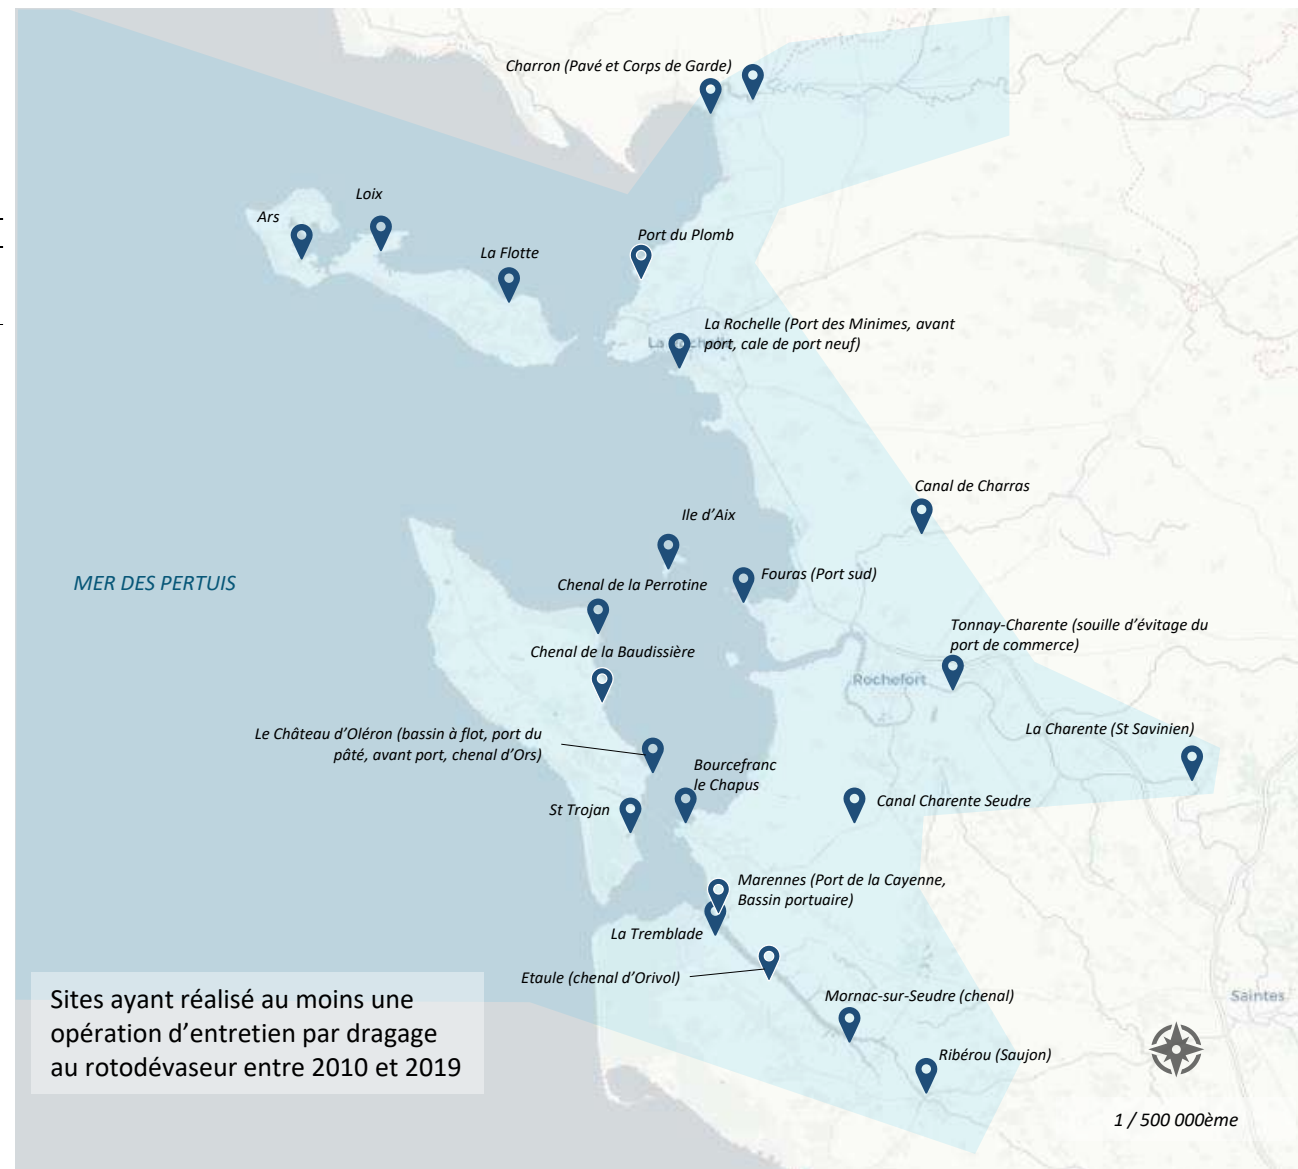 Charron (Pavé et Corps de Garde)
Loix
Ars
La Flotte
Port du Plomb
La Rochelle (Port des Minimes, avant
port, cale de port neuf)
Canal de Charras
Ile d’Aix
MER DES PERTUIS
Chenal de la Perrotine
Fouras (Port sud)
Tonnay-Charente (souille d’évitage du
port de commerce)
Chenal de la Baudissière
Rochefort
Le Château d’Oléron (bassin à flot, port du
pâté, avant port, chenal d’Ors)
La Charente (St Savinien)
Bourcefranc
le Chapus
St Trojan
Canal Charente Seudre
Marennes (Port de la Cayenne,
Bassin portuaire)
La Tremblade
Etaule (chenal d’Orivol)
Mornac-sur-Seudre (chenal)
Saintes
Sites ayant réalisé au moins une
opération d’entretien par dragage
au rotodévaseur entre 2010 et 2019
Ribérou (Saujon)
1 / 500 000ème